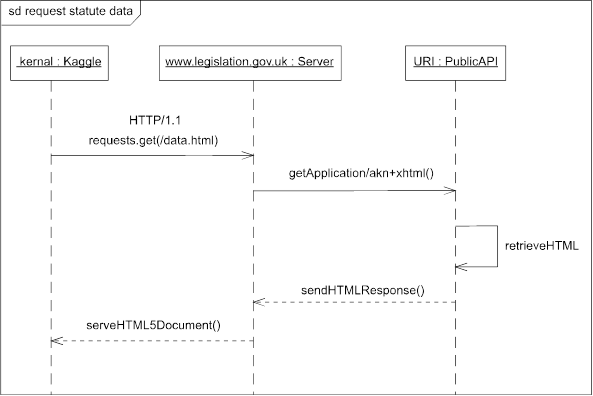 sd request statute data
kernal : Kaggle
www.legislation.gov.uk : Server
URI : PublicAPI
HTTP/1.1
requests.get(/data.html)
getApplication/akn+xhtml()
retrieveHTML
sendHTMLResponse()
serveHTML5Document()